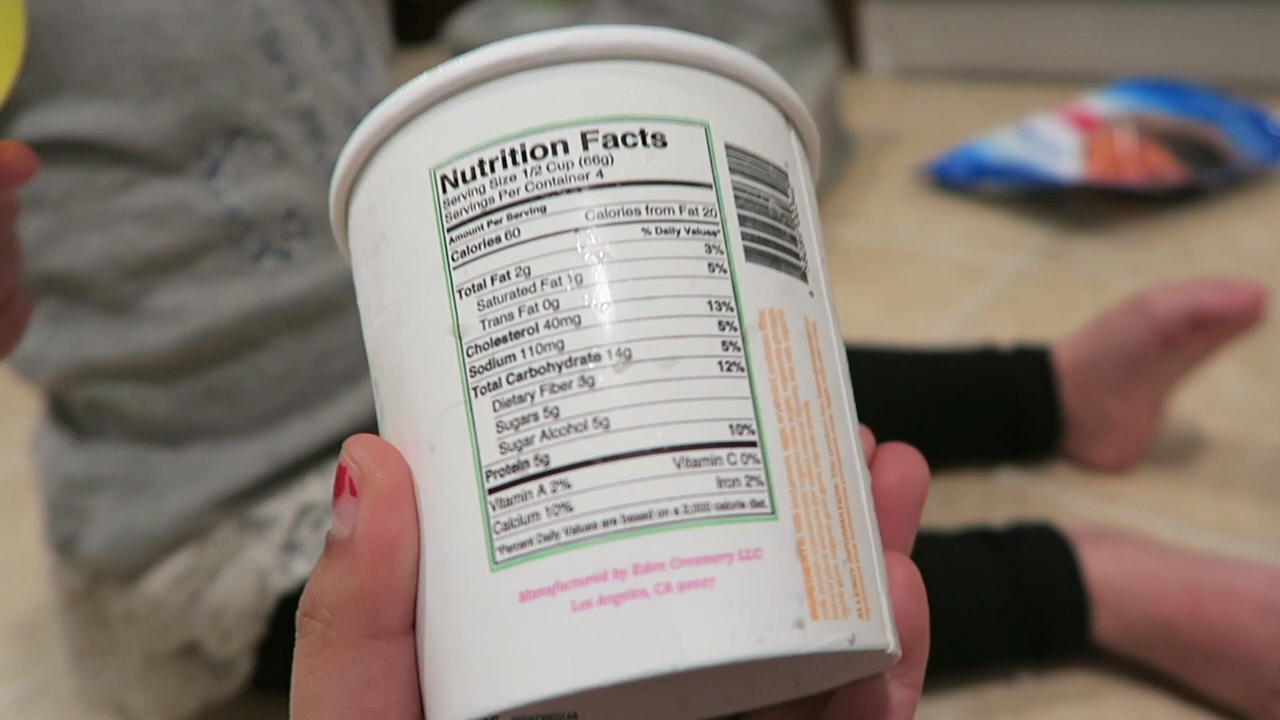 Nutrition Facts
Serving Size 1/2 Cup (66g)
Servings Per Container 4
Amount Per Serving
Calories 60 Calories from Fat 20
% Daily Values*
Total Fat 2g 3%
Saturated Fat 1g 5%
Trans Fat 0g
Cholesterol 40mg 13%
Sodium 110mg 5%
Total Carbohydrate 14g 5%
Dietary Fiber 3g 12%
Sugars 5g
Sugar Alcohol 5g
Protein 5g 10%
Vitamin A 2% Vitamin C 0%
Calcium 10% Iron 2%
*Percent Daily Values are based on a 2,000 calorie diet.
Manufactured by Eden Creamery LLC
Los Angeles, CA